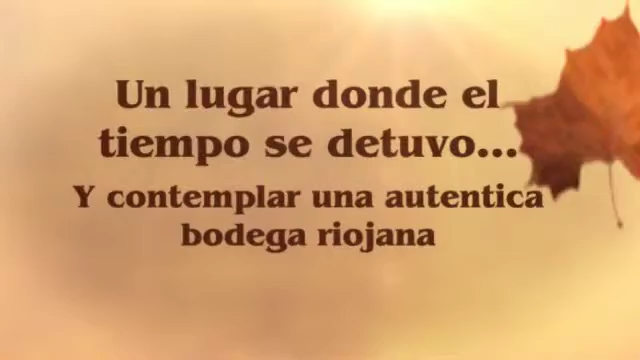 Un lugar donde el
tiempo se detuvo...
Y contemplar una autentica
bodega riojana